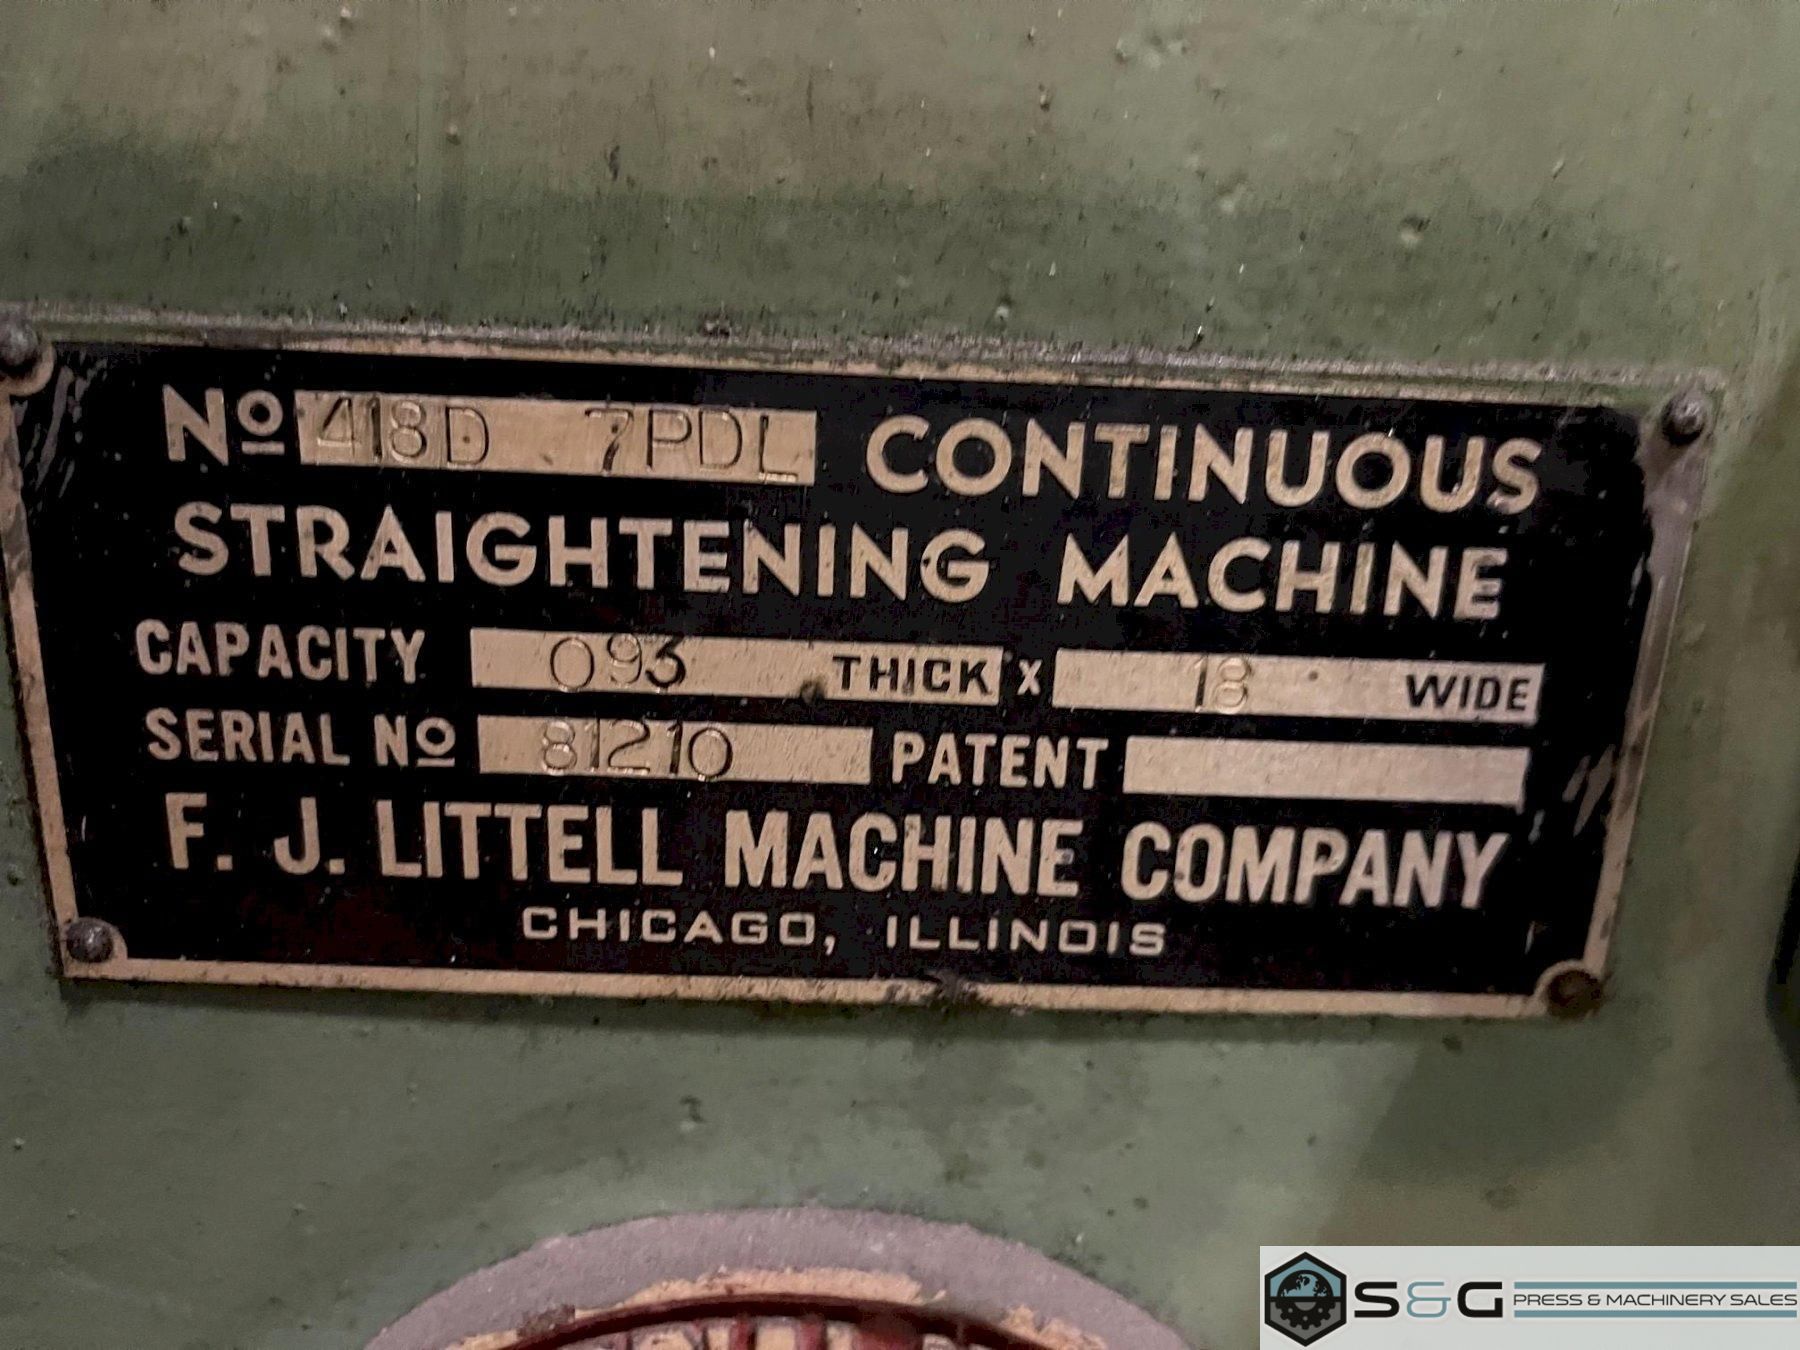 No 418D 7PDL CONTINUOUS
STRAIGHTENING MACHINE
CAPACITY 093 THICK X 18 WIDE
SERIAL No 81210 PATENT
F. J. LITTELL MACHINE COMPANY
CHICAGO, ILLINOIS
S&G PRESS & MACHINERY SALES